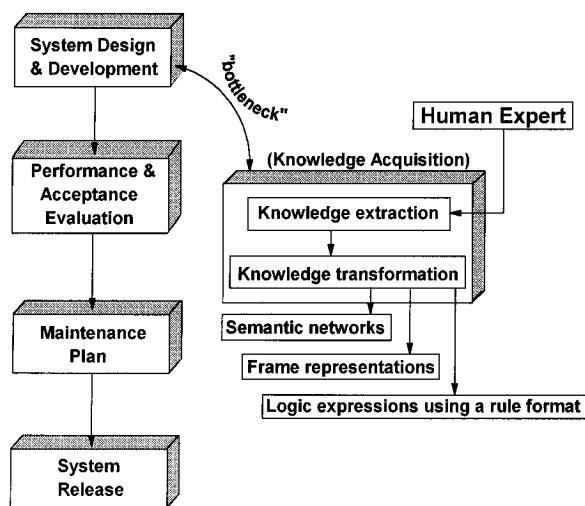 System Design
& Development
"bottleneck"
Human Expert
(Knowledge Acquisition)
Performance &
Acceptance
Evaluation
Knowledge extraction
Knowledge transformation
Semantic networks
Maintenance
Plan
Frame representations
Logic expressions using a rule format
System
Release